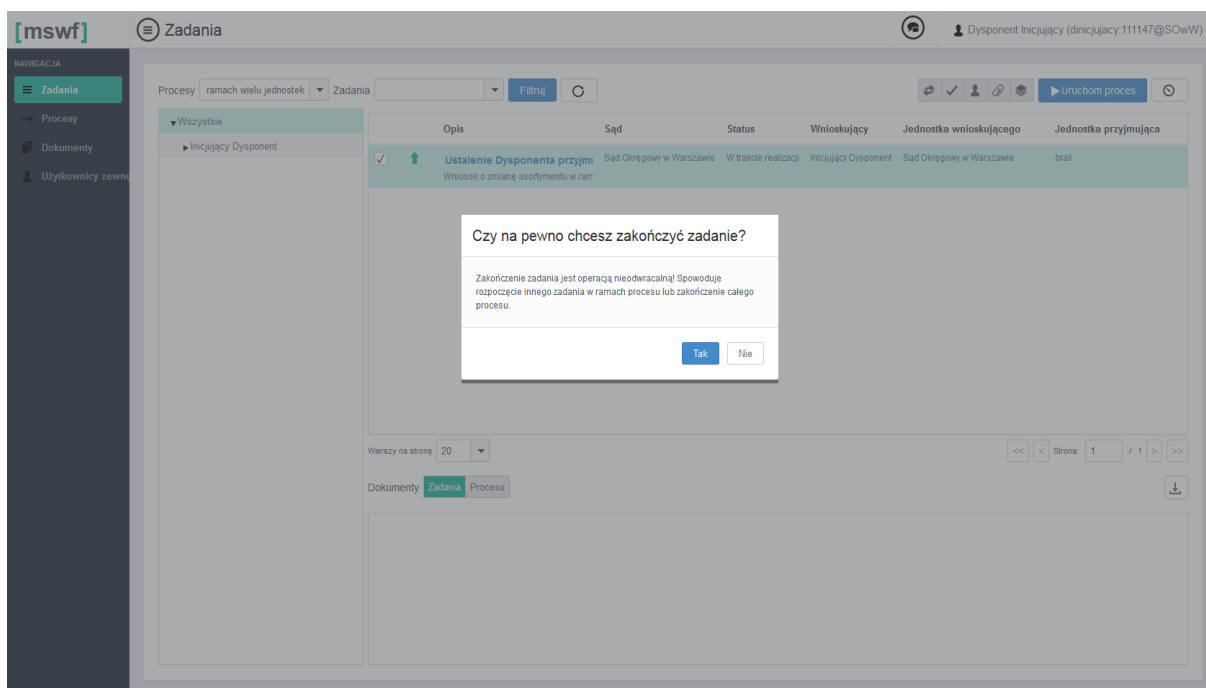 [mswf]
Zadania
Dysponent Inicjujący (dinicjujacy:111147@SOwW)
NAWIGACJA
Zadania
Procesy
Dokumenty
Użytkownicy zewnę
Procesy ramach wielu jednostek Zadania Filtruj Uruchom proces
Wszystkie
Inicjujący Dysponent
Opis Sąd Status Wnioskujący Jednostka wnioskującego Jednostka przyjmująca
Ustalenie Dysponenta przyjmu Sąd Okręgowy w Warszawie W trakcie realizacji Inicjujący Dysponent Sąd Okręgowy w Warszawie brak
Wniosek o zmianę asortymentu w ram
Czy na pewno chcesz zakończyć zadanie?
Zakończenie zadania jest operacją nieodwracalną! Spowoduje
rozpoczęcie innego zadania w ramach procesu lub zakończenie całego
procesu.
Tak Nie
Wierszy na stronę 20 << < Strona: 1 / 1 > >>
Dokumenty Zadania Procesu